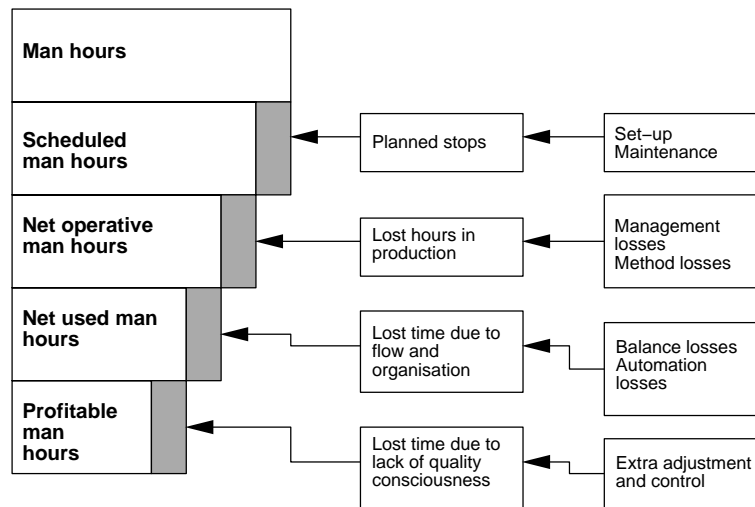 Man hours
Scheduled
man hours
Planned stops
Set−up
Maintenance
Net operative
man hours
Lost hours in
production
Management
losses
Method losses
Net used man
hours
Lost time due to
flow and
organisation
Balance losses
Automation
losses
Profitable
man
hours
Lost time due to
lack of quality
consciousness
Extra adjustment
and control